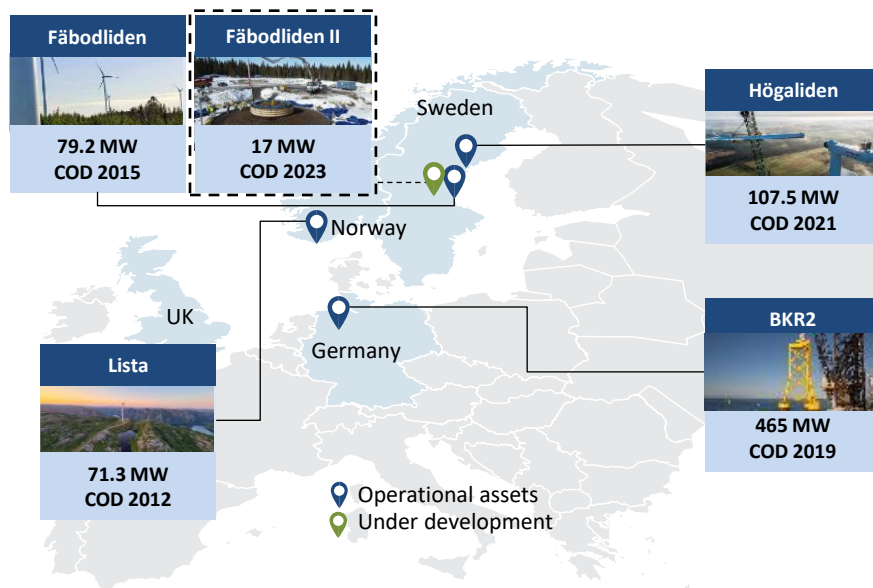 Fäbodliden
79.2 MW
COD 2015
Fäbodliden II
17 MW
COD 2023
Sweden
Högaliden
107.5 MW
COD 2021
Norway
UK
Germany
BKR2
465 MW
COD 2019
Lista
71.3 MW
COD 2012
Operational assets
Under development